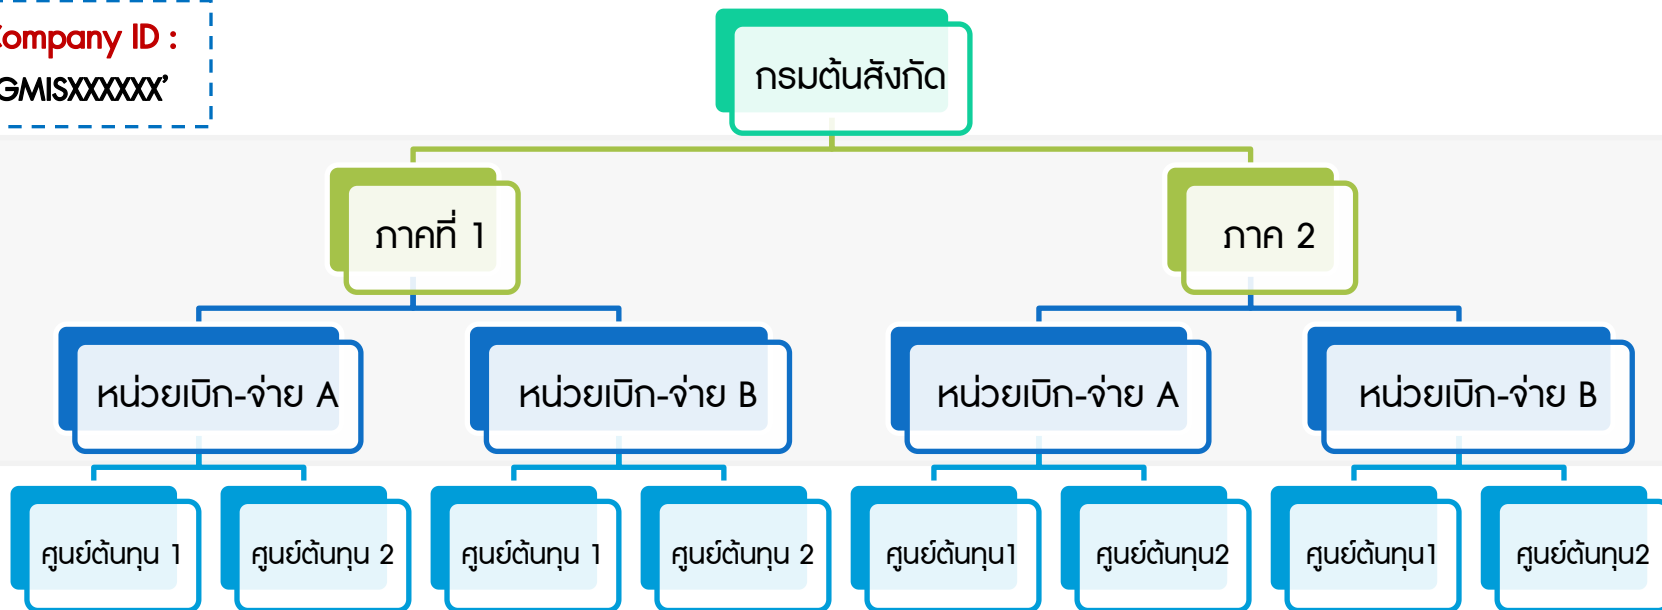 Company ID :
GMISXXXXXX’
กรมต้นสังกัด
ภาคที่ 1
ภาค 2
หน่วยเบิก-จ่าย A
หน่วยเบิก-จ่าย B
หน่วยเบิก-จ่าย A
หน่วยเบิก-จ่าย B
ศูนย์ต้นทุน 1
ศูนย์ต้นทุน 2
ศูนย์ต้นทุน 1
ศูนย์ต้นทุน 2
ศูนย์ต้นทุน1
ศูนย์ต้นทุน2
ศูนย์ต้นทุน1
ศูนย์ต้นทุน2